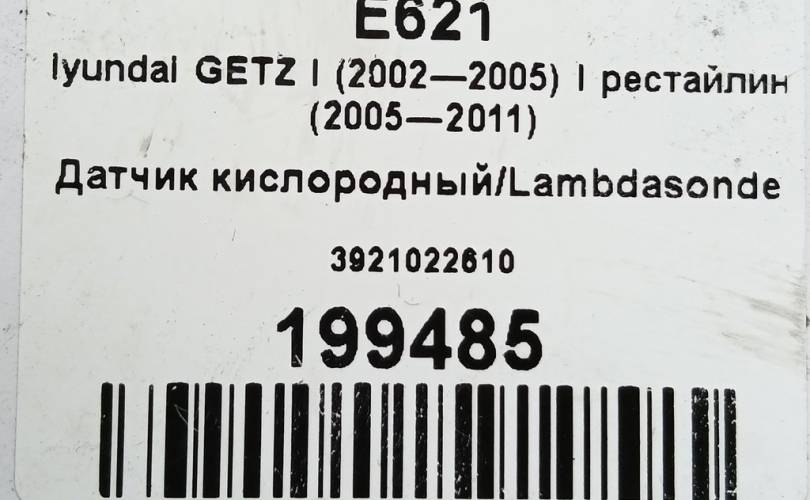 E621
lyundai GETZ I (2002—2005) I рестайлин
(2005—2011)
Датчик кислородный/Lambdasonde
3921022610
199485